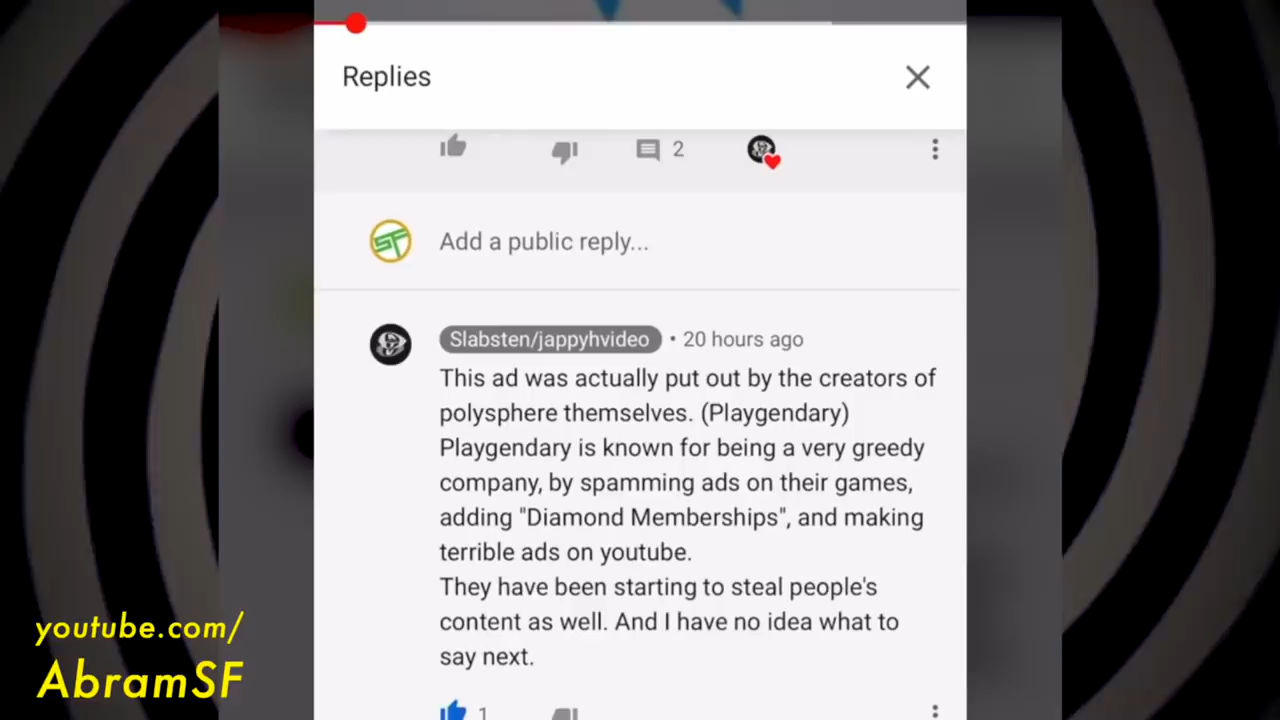 Replies
2
SF
Add a public reply...
Slabsten/jappyhvideo • 20 hours ago
This ad was actually put out by the creators of
polysphere themselves. (Playgendary)
Playgendary is known for being a very greedy
company, by spamming ads on their games,
adding "Diamond Memberships", and making
terrible ads on youtube.
They have been starting to steal people's
content as well. And I have no idea what to
say next.
1
youtube.com/
AbramSF